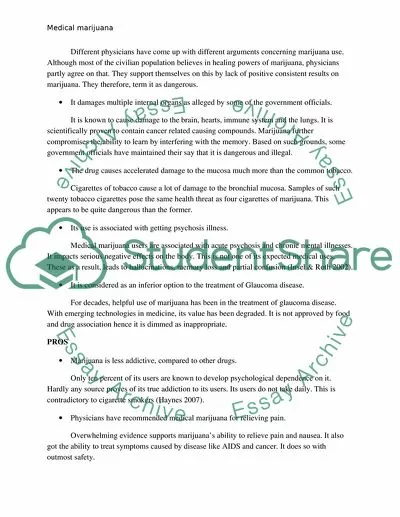 Medical marijuana
Different physicians have come up with different arguments concerning marijuana use.
Although most of the civilian population believes in healing powers of marijuana, physicians
partly agree on that. They support themselves on this by lack of positive consistent results on
marijuana. They therefore, term it as dangerous.
• It damages multiple internal organs as alleged by some of the government officials.
It is known to cause damage to the brain, hearts, immune system and the lungs. It is
scientifically proven to contain cancer related causing compounds. Marijuana further
compromises the ability to learn by interfering with the memory. Based on such grounds, some
government officials have maintained their say that it is dangerous and illegal.
• The drug causes accelerated damage to the mucosa much more than the common tobacco.
Cigarettes of tobacco cause a lot of damage to the bronchial mucosa. Samples of such
twenty tobacco cigarettes pose the same health threat as four cigarettes of marijuana. This
appears to be quite dangerous than the former.
• Its use is associated with getting psychosis illness.
Medical marijuana users are associated with acute psychosis and chronic mental illnesses.
It impacts serious negative effects on the body. This is not one of its expected medical uses.
These as a result, leads to hallucinations, memory loss and partial confusion (Insel & Roth 2002).
• It is considered as an inferior option to the treatment of Glaucoma disease.
For decades, helpful use of marijuana has been in the treatment of glaucoma disease.
With emerging technologies in medicine, its value has been degraded. It is not approved by food
and drug association hence it is dimmed as inappropriate.
PROS
• Marijuana is less addictive, compared to other drugs.
Only ten percent of its users are known to develop psychological dependence on it.
Hardly any source proves of its true addiction to its users. Its users do not take daily. This is
contradictory to cigarette smokers (Haynes 2007).
• Physicians have recommended medical marijuana for relieving pain.
Overwhelming evidence supports marijuana's ability to relieve pain and nausea. It also
got the ability to treat symptoms caused by disease like AIDS and cancer. It does so with
outmost safety.
StudentShare